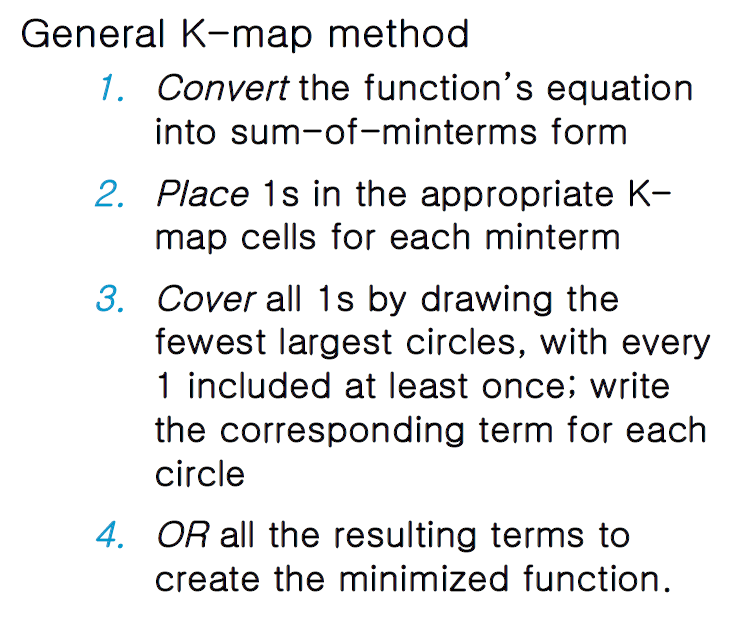 General K-map method
1. Convert the function's equation
into sum-of-minterms form
2. Place 1s in the appropriate K-
map cells for each minterm
3. Cover all 1s by drawing the
fewest largest circles, with every
1 included at least once; write
the corresponding term for each
circle
4. OR all the resulting terms to
create the minimized function.